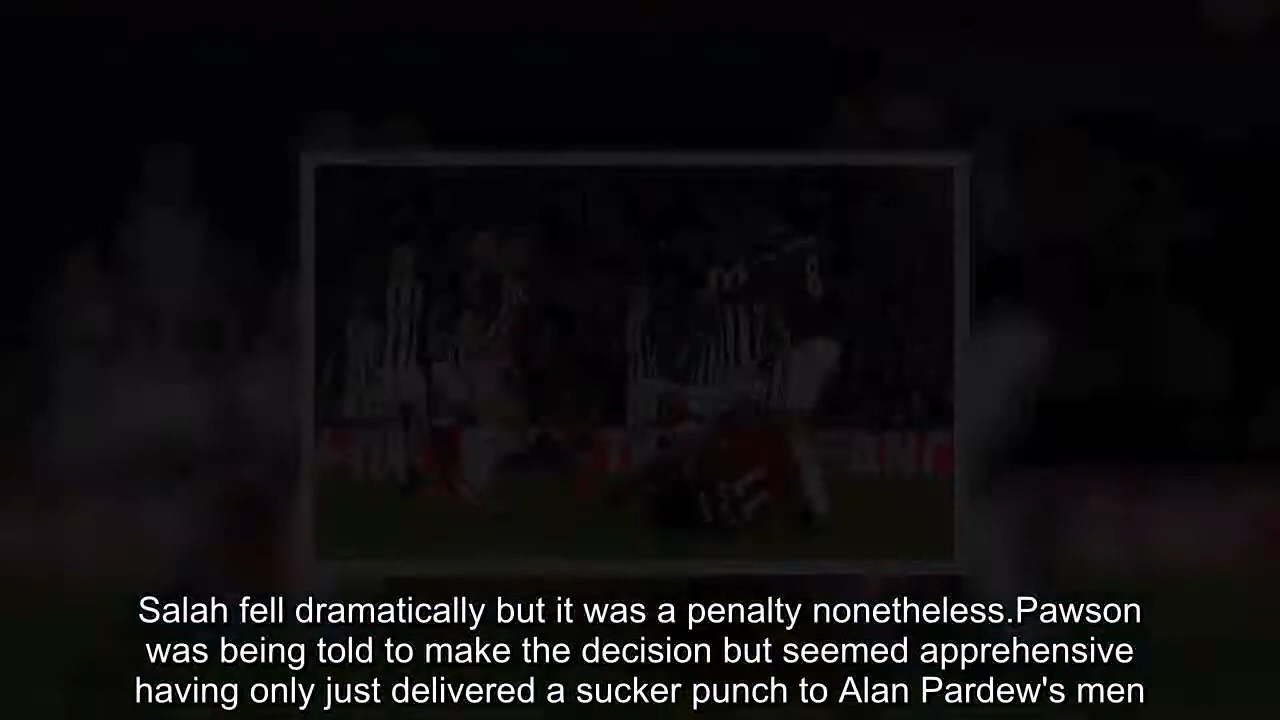 Salah fell dramatically but it was a penalty nonetheless.Pawson
was being told to make the decision but seemed apprehensive
having only just delivered a sucker punch to Alan Pardew's men